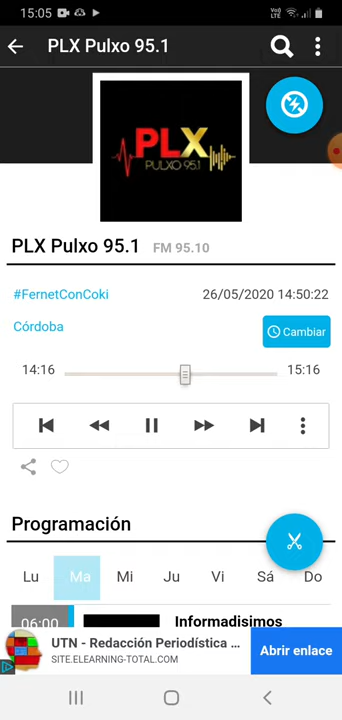 15:05
Vo)) LTE
PLX Pulxo 95.1
PLX
PULXO 95.1
PLX Pulxo 95.1 FM 95.10
#FernetConCoki 26/05/2020 14:50:22
Córdoba Cambiar
14:16 15:16
Programación
Lu Ma Mi Ju Vi Sá Do
06:00 Informadisimos
UTN - Redacción Periodística ...
SITE.ELEARNING-TOTAL.COM
Abrir enlace